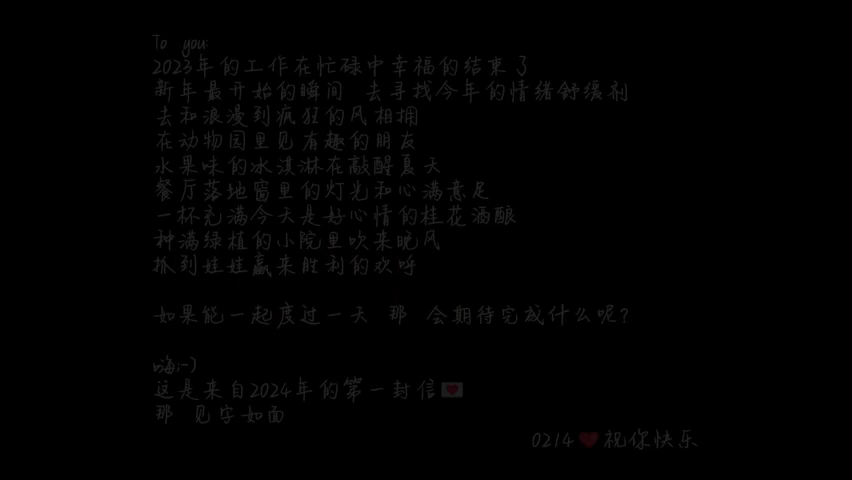 To you:
2023年的工作在忙碌中幸福的结束了
新年最开始的瞬间 去寻找今年的情绪舒缓剂
去和浪漫到疯狂的风相拥
在动物园里见有趣的朋友
水果味的冰淇淋在敲醒夏天
餐厅落地窗里的灯光和心满意足
一杯充满今天是好心情的桂花酒酿
种满绿植的小院里吹来晚风
抓到娃娃赢来胜利的欢呼
如果能一起度过一天 那 会期待完成什么呢?
嗨:-)
这是来自2024年的第一封信💌
那 见字如面
0214❤祝你快乐